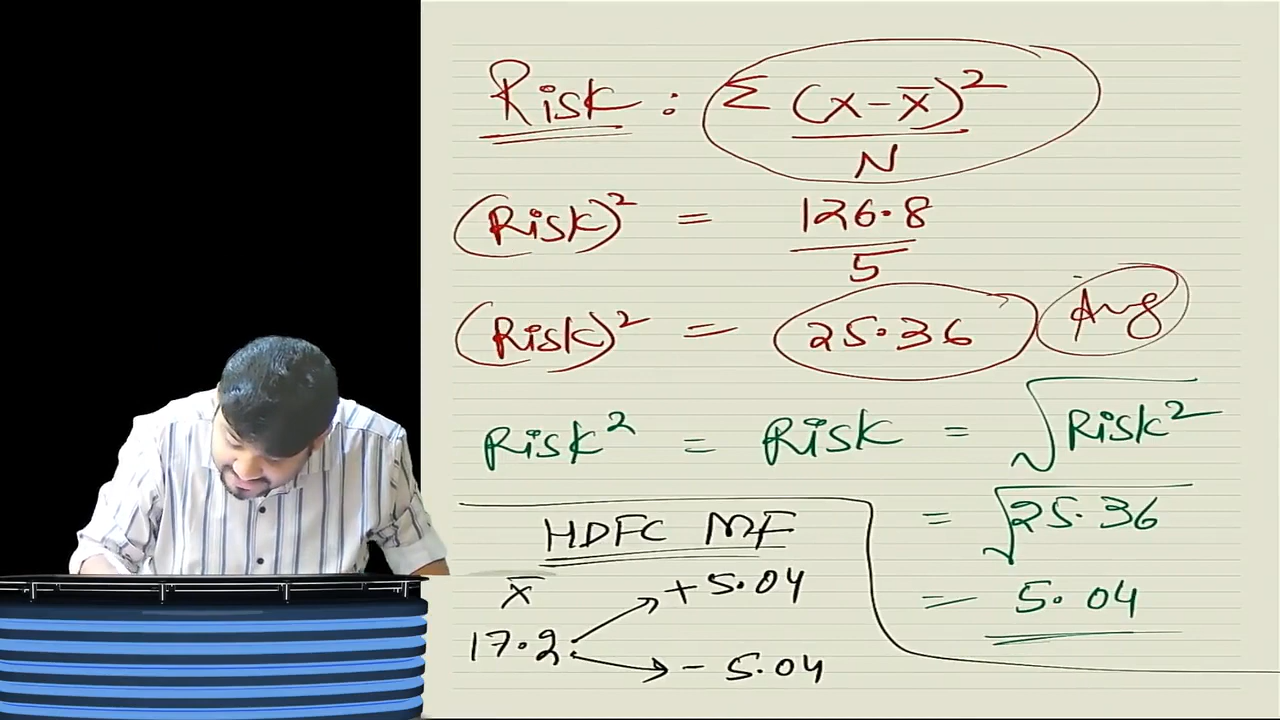 Risk : Σ (x-x̄)²
N
(Risk)² = 126.8
5
(Risk)² = 25.36 Avg
Risk² = Risk = √Risk²
= √25.36
= 5.04
HDFC MF
x̄
+5.04
17.2
- 5.04